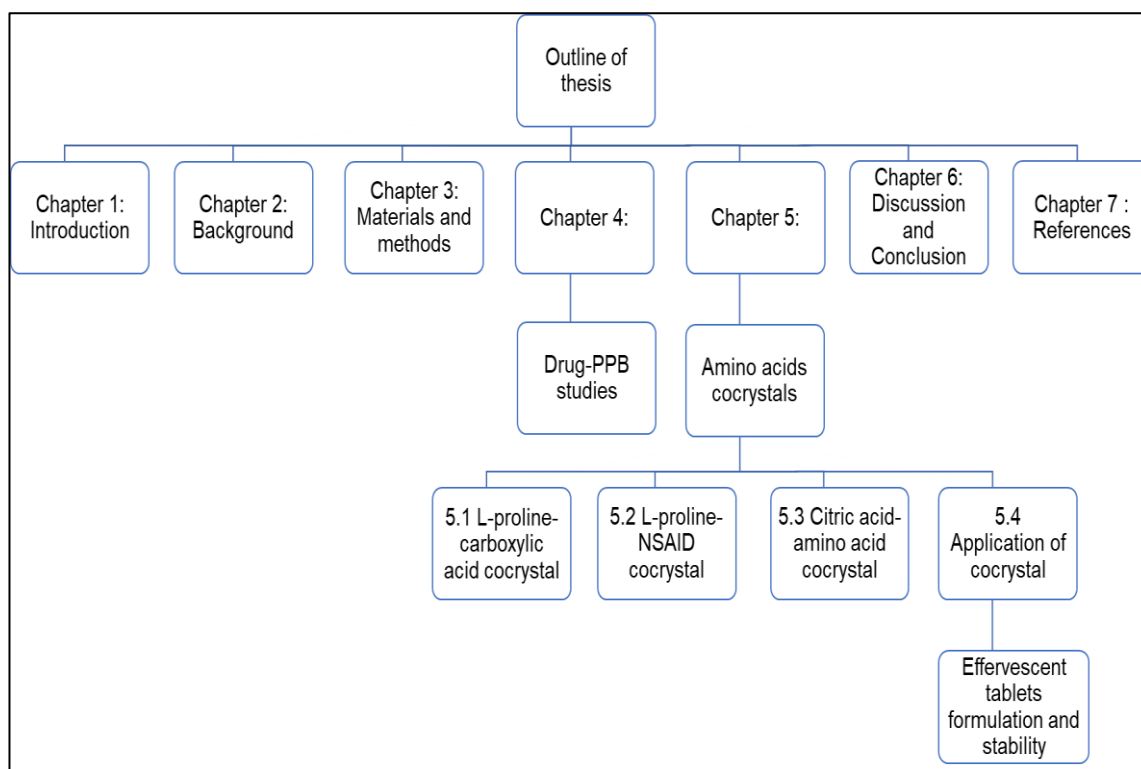 Outline of
thesis
Chapter 1:
Introduction
Chapter 2:
Background
Chapter 3:
Materials and
methods
Chapter 4:
Chapter 5:
Chapter 6:
Discussion
and
Conclusion
Chapter 7 :
References
Drug-PPB
studies
Amino acids
cocrystals
5.1 L-proline-
carboxylic
acid cocrystal
5.2 L-proline-
NSAID
cocrystal
5.3 Citric acid-
amino acid
cocrystal
5.4
Application of
cocrystal
Effervescent
tablets
formulation and
stability